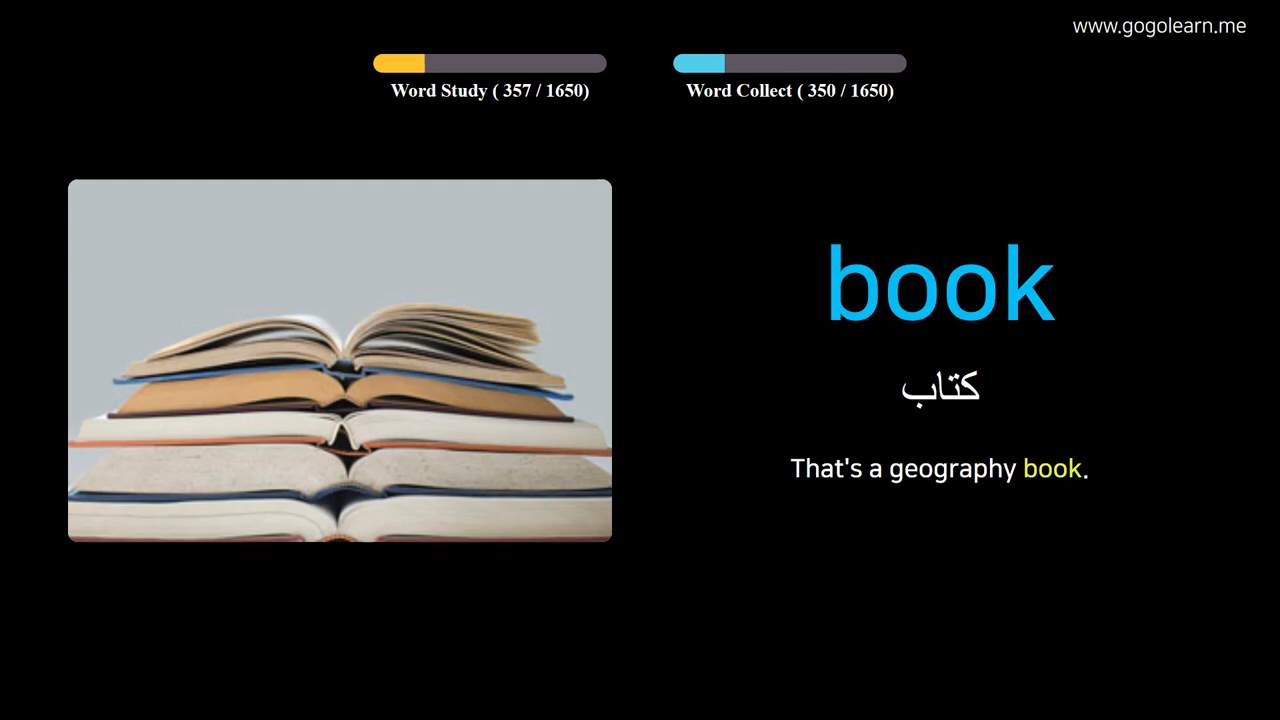 www.gogolearn.me
Word Study ( 357 / 1650)
Word Collect ( 350 / 1650)
book
كتاب
That's a geography book.